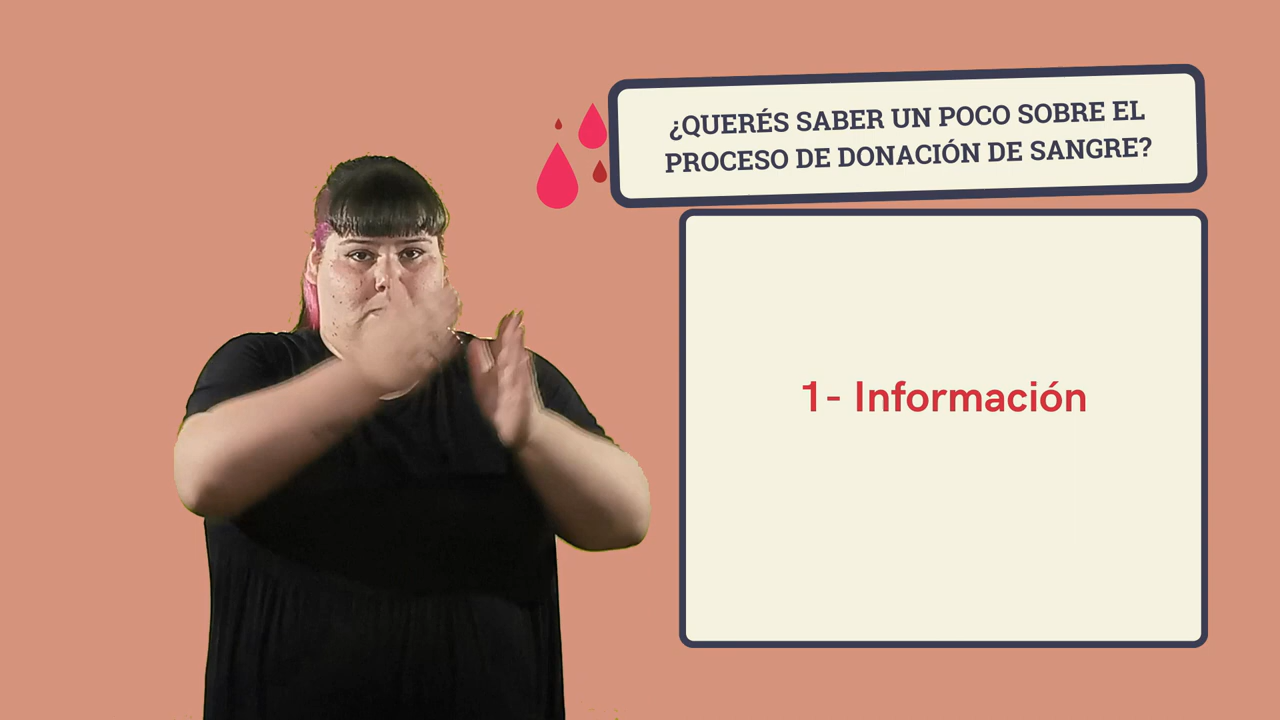 ¿QUERÉS SABER UN POCO SOBRE EL
PROCESO DE DONACIÓN DE SANGRE?
1- Información